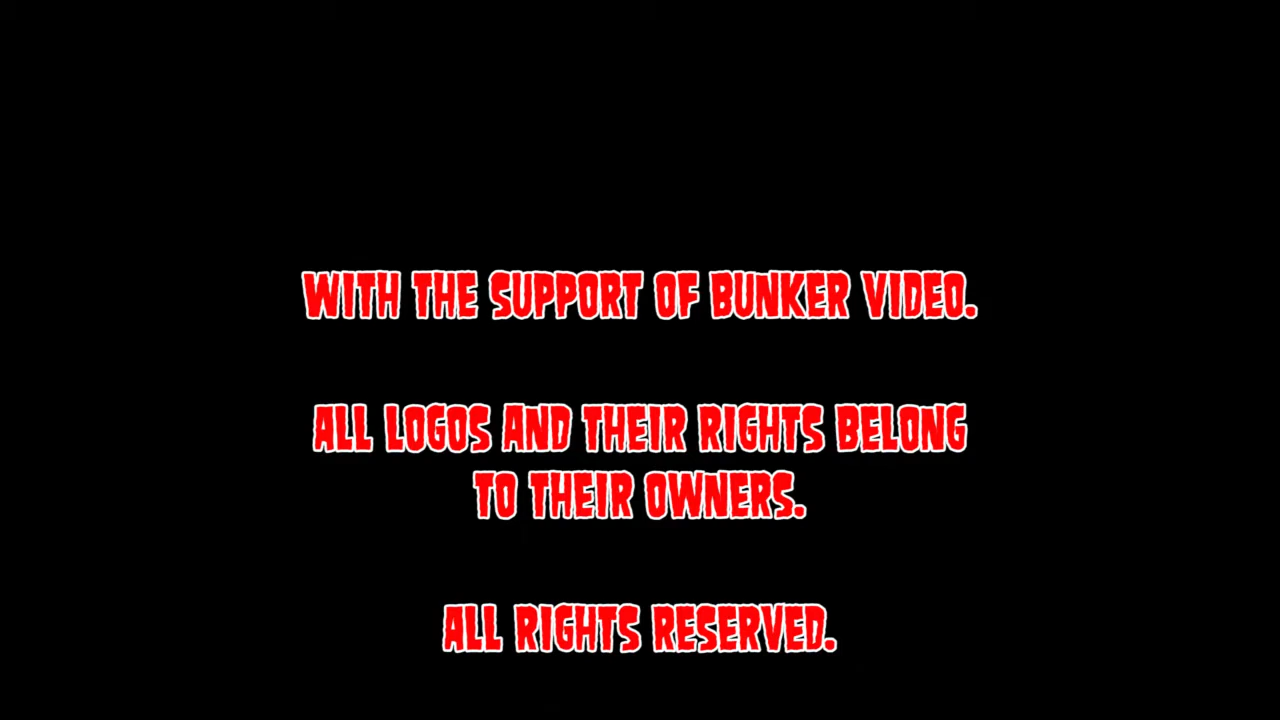 WITH THE SUPPORT OF BUNKER VIDEO.
ALL LOGOS AND THEIR RIGHTS BELONG
TO THEIR OWNERS.
ALL RIGHTS RESERVED.